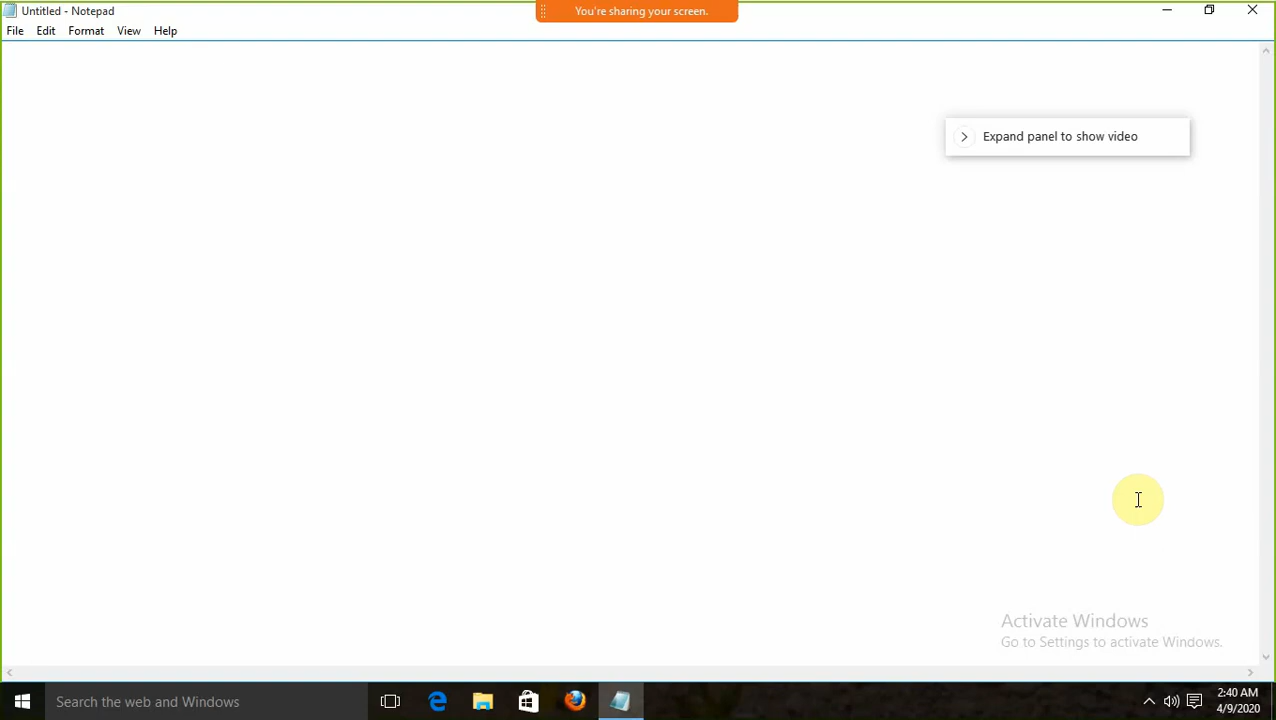 Untitled - Notepad
You're sharing your screen.
File Edit Format View Help
Expand panel to show video
Activate Windows
Go to Settings to activate Windows.
Search the web and Windows
2:40 AM
4/9/2020